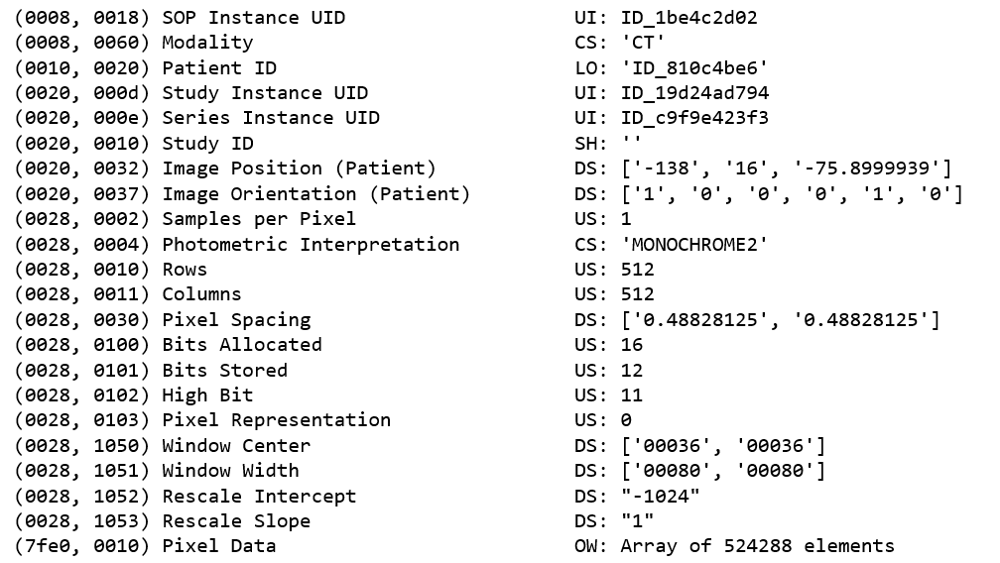 (0008, 0018) SOP Instance UID UI: ID_1be4c2d02
(0008, 0060) Modality CS: 'CT'
(0010, 0020) Patient ID LO: 'ID_810c4be6'
(0020, 000d) Study Instance UID UI: ID_19d24ad794
(0020, 000e) Series Instance UID UI: ID_c9f9e423f3
(0020, 0010) Study ID SH: ''
(0020, 0032) Image Position (Patient) DS: ['-138', '16', '-75.8999939']
(0020, 0037) Image Orientation (Patient) DS: ['1', '0', '0', '0', '1', '0']
(0028, 0002) Samples per Pixel US: 1
(0028, 0004) Photometric Interpretation CS: 'MONOCHROME2'
(0028, 0010) Rows US: 512
(0028, 0011) Columns US: 512
(0028, 0030) Pixel Spacing DS: ['0.48828125', '0.48828125']
(0028, 0100) Bits Allocated US: 16
(0028, 0101) Bits Stored US: 12
(0028, 0102) High Bit US: 11
(0028, 0103) Pixel Representation US: 0
(0028, 1050) Window Center DS: ['00036', '00036']
(0028, 1051) Window Width DS: ['00080', '00080']
(0028, 1052) Rescale Intercept DS: "-1024"
(0028, 1053) Rescale Slope DS: "1"
(7fe0, 0010) Pixel Data OW: Array of 524288 elements